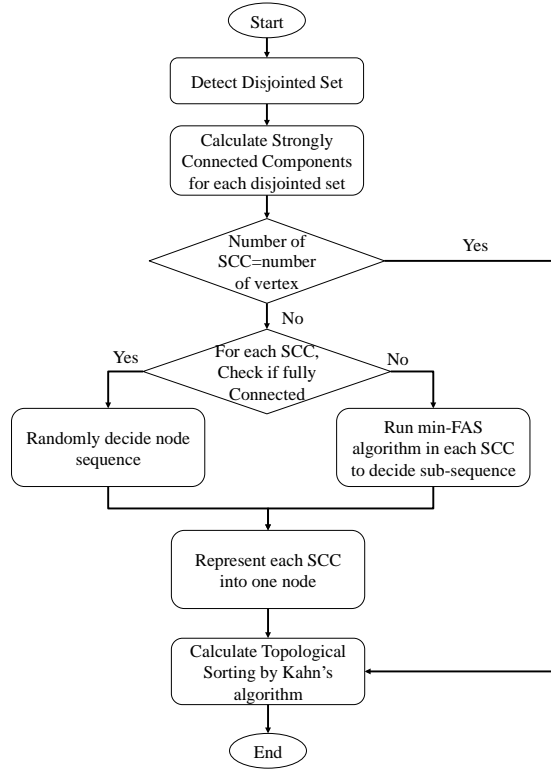 Start
Detect Disjointed Set
Calculate Strongly
Connected Components
for each disjointed set
Number of
SCC=number
of vertex
Yes
No
For each SCC,
Check if fully
Connected
Yes
No
Randomly decide node
sequence
Run min-FAS
algorithm in each SCC
to decide sub-sequence
Represent each SCC
into one node
Calculate Topological
Sorting by Kahn's
algorithm
End